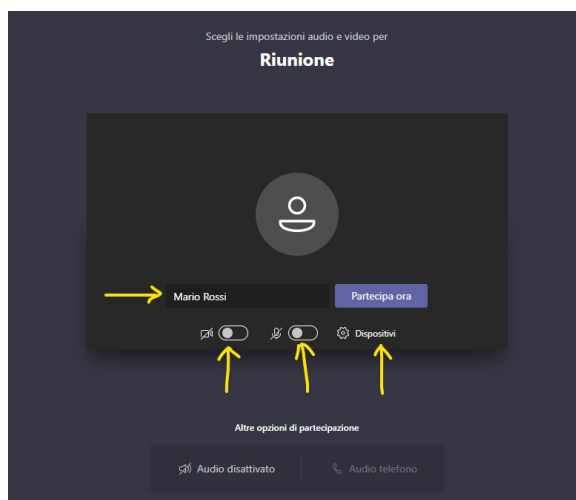 Scegli le impostazioni audio e video per
Riunione
Mario Rossi
Partecipa ora
Dispositivi
Altre opzioni di partecipazione
Audio disattivato
Audio telefono